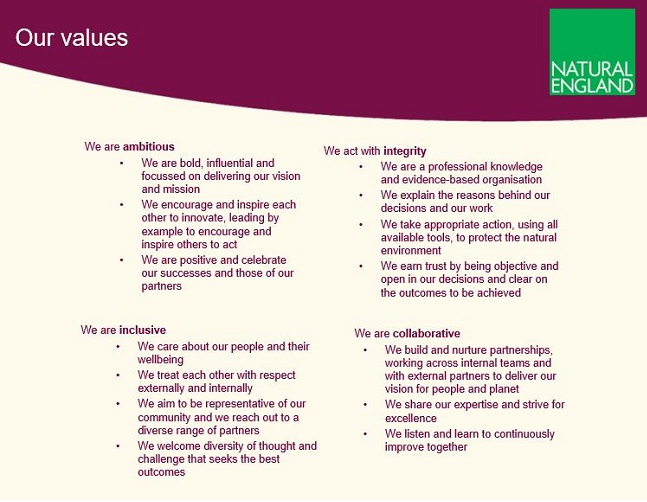 Our values
NATURAL
ENGLAND
We are ambitious
• We are bold, influential and
focussed on delivering our vision
and mission
• We encourage and inspire each
other to innovate, leading by
example to encourage and
inspire others to act
• We are positive and celebrate
our successes and those of our
partners
We act with integrity
• We are a professional knowledge
and evidence-based organisation
• We explain the reasons behind our
decisions and our work
• We take appropriate action, using all
available tools, to protect the natural
environment
• We earn trust by being objective and
open in our decisions and clear on
the outcomes to be achieved
We are inclusive
• We care about our people and their
wellbeing
• We treat each other with respect
externally and internally
• We aim to be representative of our
community and we reach out to a
diverse range of partners
• We welcome diversity of thought and
challenge that seeks the best
outcomes
We are collaborative
• We build and nurture partnerships,
working across internal teams and
with external partners to deliver our
vision for people and planet
• We share our expertise and strive for
excellence
• We listen and learn to continuously
improve together